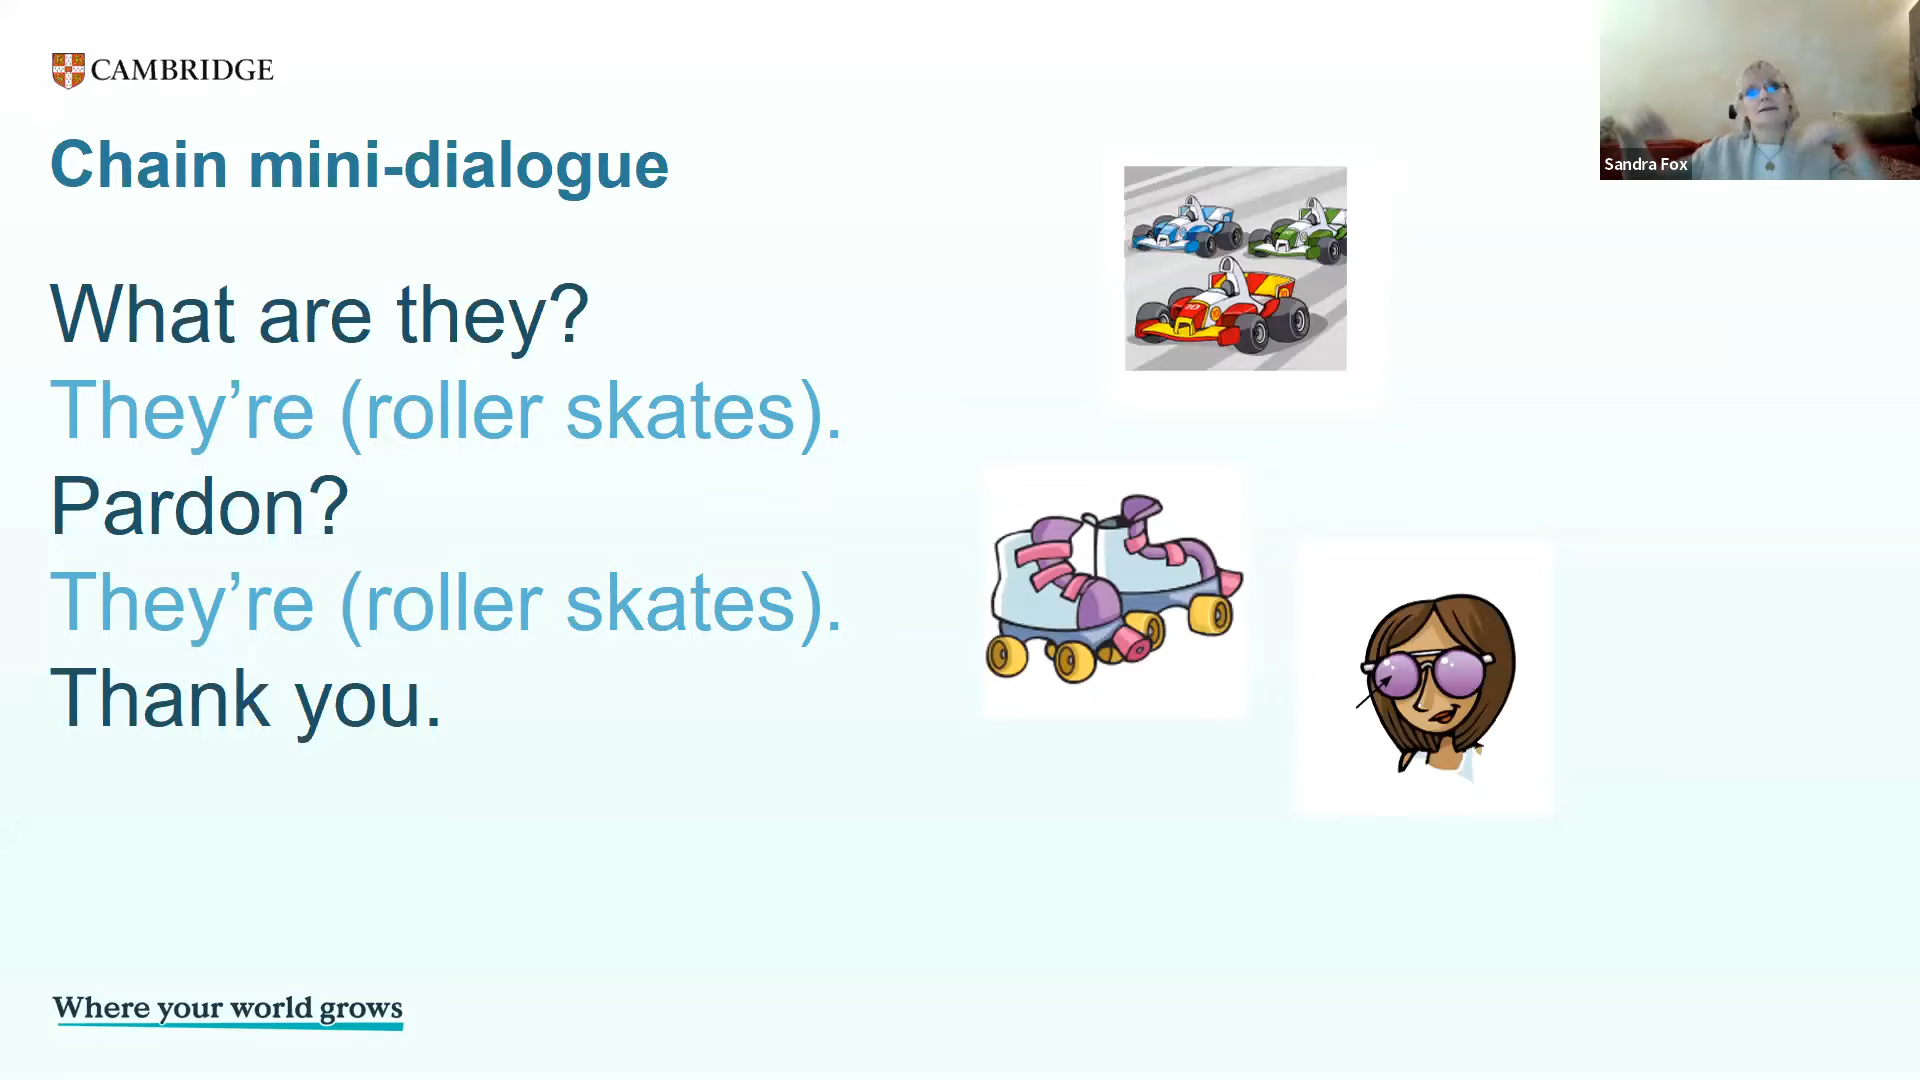 CAMBRIDGE
Sandra Fox
Chain mini-dialogue
What are they?
They’re (roller skates).
Pardon?
They’re (roller skates).
Thank you.
Where your world grows